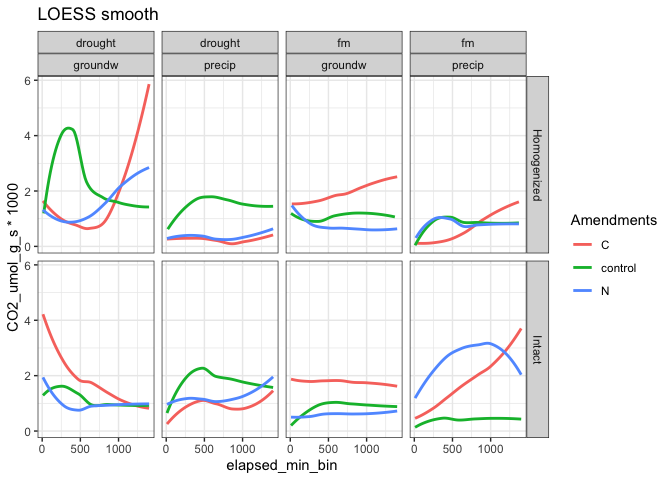 LOESS smooth
drought drought fm fm
groundw precip groundw precip
6
4
2
0
Homogenized
6
4
2
0
Intact
CO2_umol_g_s * 1000
0 500 1000 0 500 1000 0 500 1000 0 500 1000
elapsed_min_bin
Amendments
C
control
N